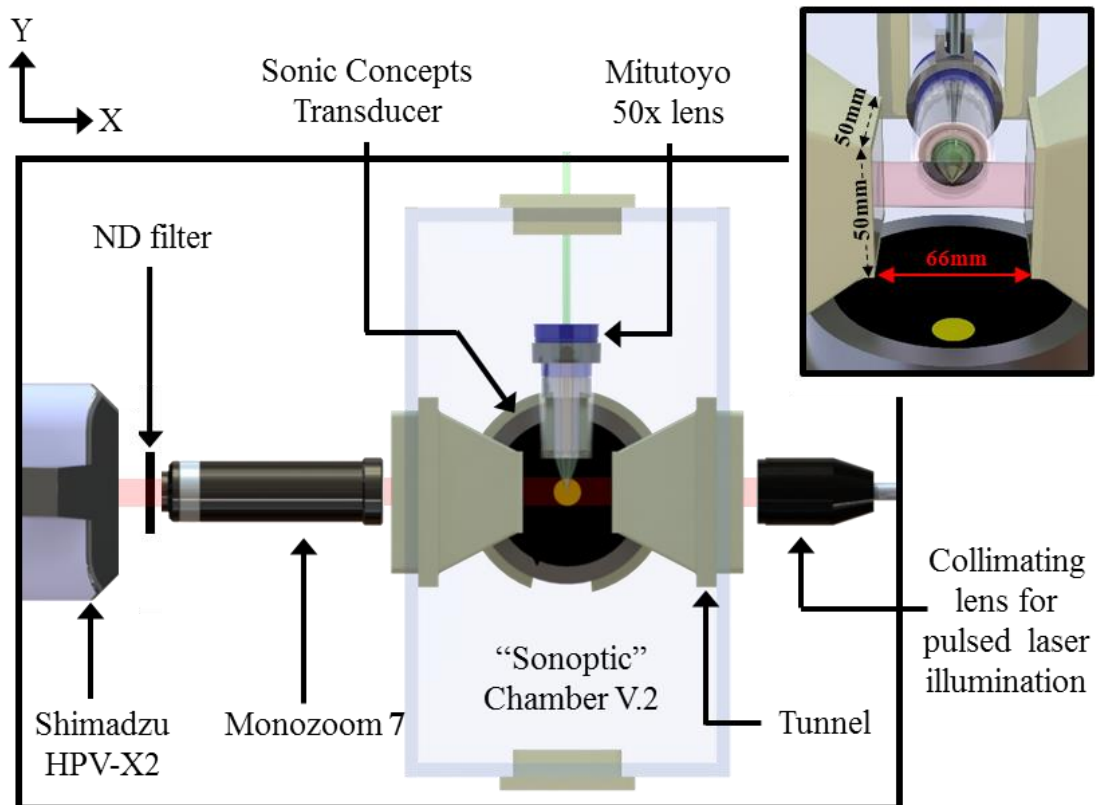 Y
X
Sonic Concepts
Transducer
Mitutoyo
50x lens
50mm
50mm
66mm
ND filter
"Sonoptic"
Chamber V.2
Shimadzu
HPV-X2
Monozoom 7
Tunnel
Collimating
lens for
pulsed laser
illumination